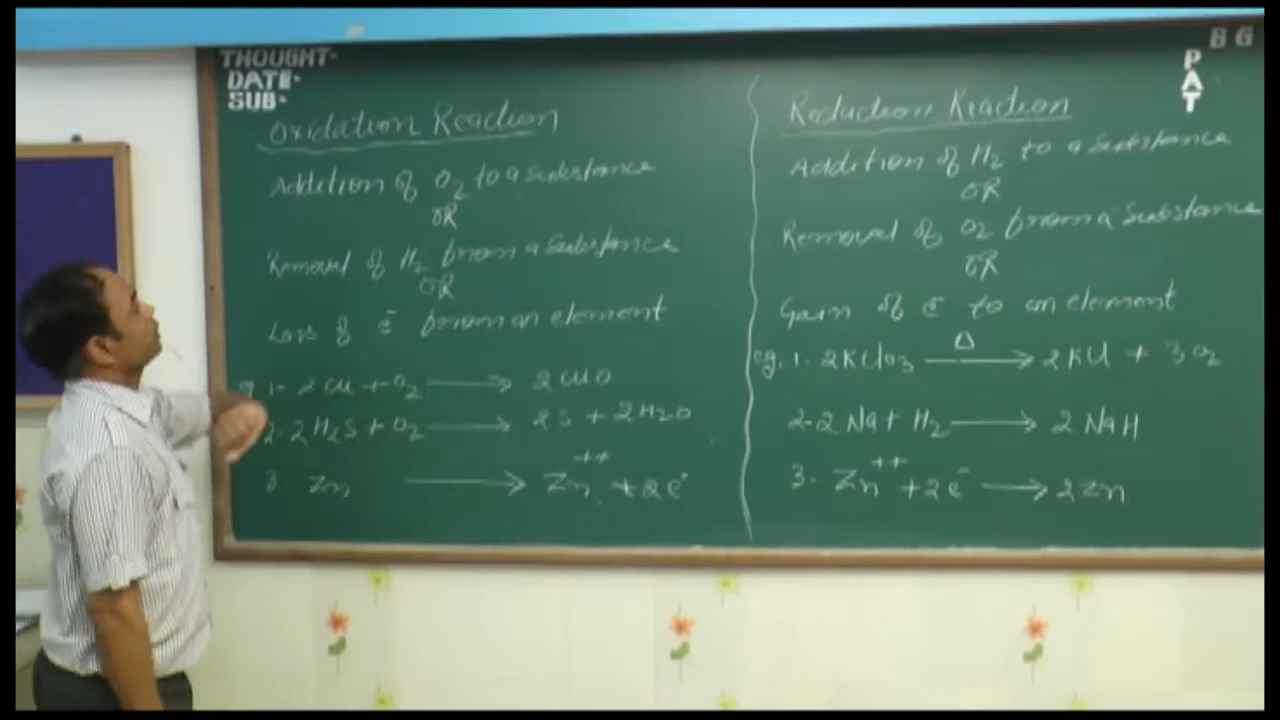 THOUGHT-
DATE-
SUB-
B G
P
A
T
Oxidation Reaction
Addition of O₂ to a substance
OR
Removal of H₂ from a substance
OR
Loss of e⁻ from an element
1- 2Cu + O₂ ⟶ 2CuO
2- 2H₂S + O₂ ⟶ 2S + 2H₂O
3 Zn ⟶ Zn⁺⁺ + 2e⁻
Reduction Reaction
Addition of H₂ to a substance
OR
Removal of O₂ from a substance
OR
Gain of e⁻ to an element
eg. 1- 2KClO₃ ⟶ Δ 2KCl + 3O₂
2- 2Na + H₂ ⟶ 2NaH
3. Zn⁺⁺ + 2e⁻ ⟶ 2Zn